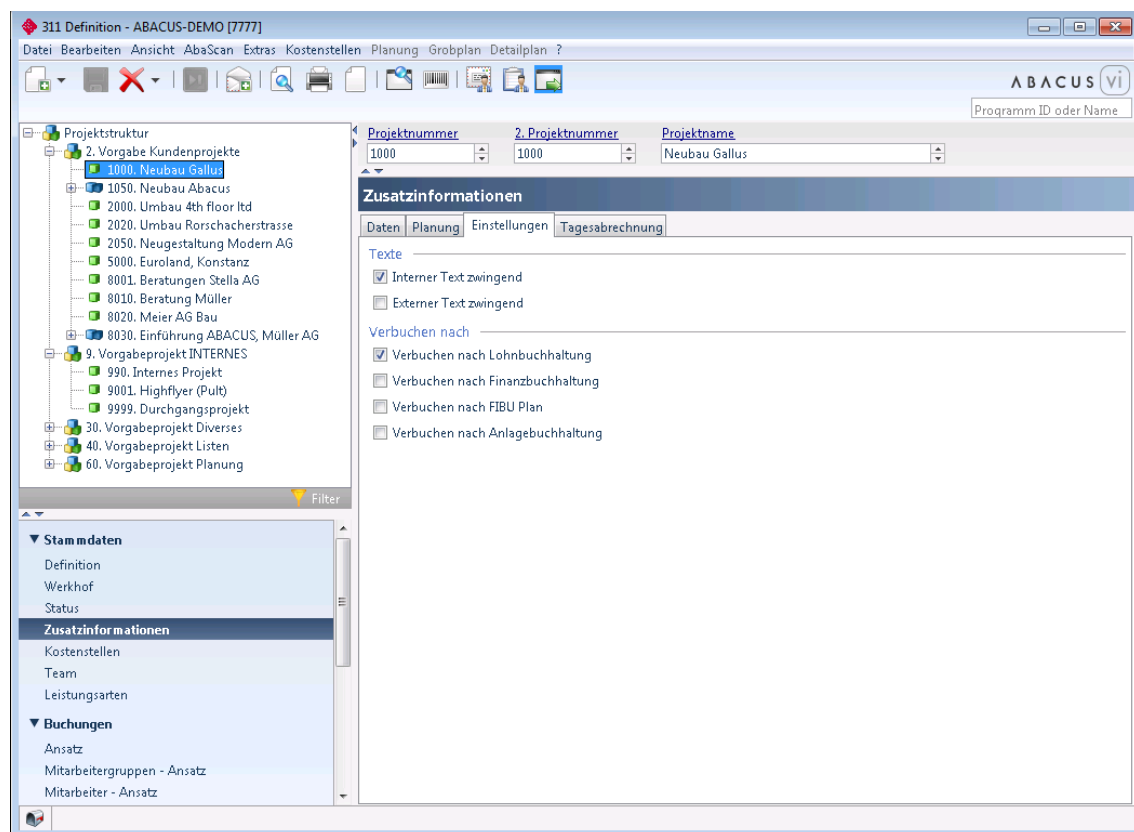 311 Definition - ABACUS-DEMO [7777]
Datei Bearbeiten Ansicht AbaScan Extras Kostenstellen Planung Grobplan Detailplan ?
ABACUS vi
Programm ID oder Name
Projektstruktur
2. Vorgabe Kundenprojekte
1000. Neubau Gallus
1050. Neubau Abacus
2000. Umbau 4th floor ltd
2020. Umbau Rorschacherstrasse
2050. Neugestaltung Modern AG
5000. Euroland, Konstanz
8001. Beratungen Stella AG
8010. Beratung Müller
8020. Meier AG Bau
8030. Einführung ABACUS, Müller AG
9. Vorgabeprojekt INTERNES
990. Internes Projekt
9001. Highflyer (Pult)
9999. Durchgangsprojekt
30. Vorgabeprojekt Diverses
40. Vorgabeprojekt Listen
60. Vorgabeprojekt Planung
Filter
Stammdaten
Definition
Werkhof
Status
Zusatzinformationen
Kostenstellen
Team
Leistungsarten
Buchungen
Ansatz
Mitarbeitergruppen - Ansatz
Mitarbeiter - Ansatz
Projektnummer 2. Projektnummer Projektname
1000 1000 Neubau Gallus
Zusatzinformationen
Daten Planung Einstellungen Tagesabrechnung
Texte
Interner Text zwingend
Externer Text zwingend
Verbuchen nach
Verbuchen nach Lohnbuchhaltung
Verbuchen nach Finanzbuchhaltung
Verbuchen nach FIBU Plan
Verbuchen nach Anlagebuchhaltung